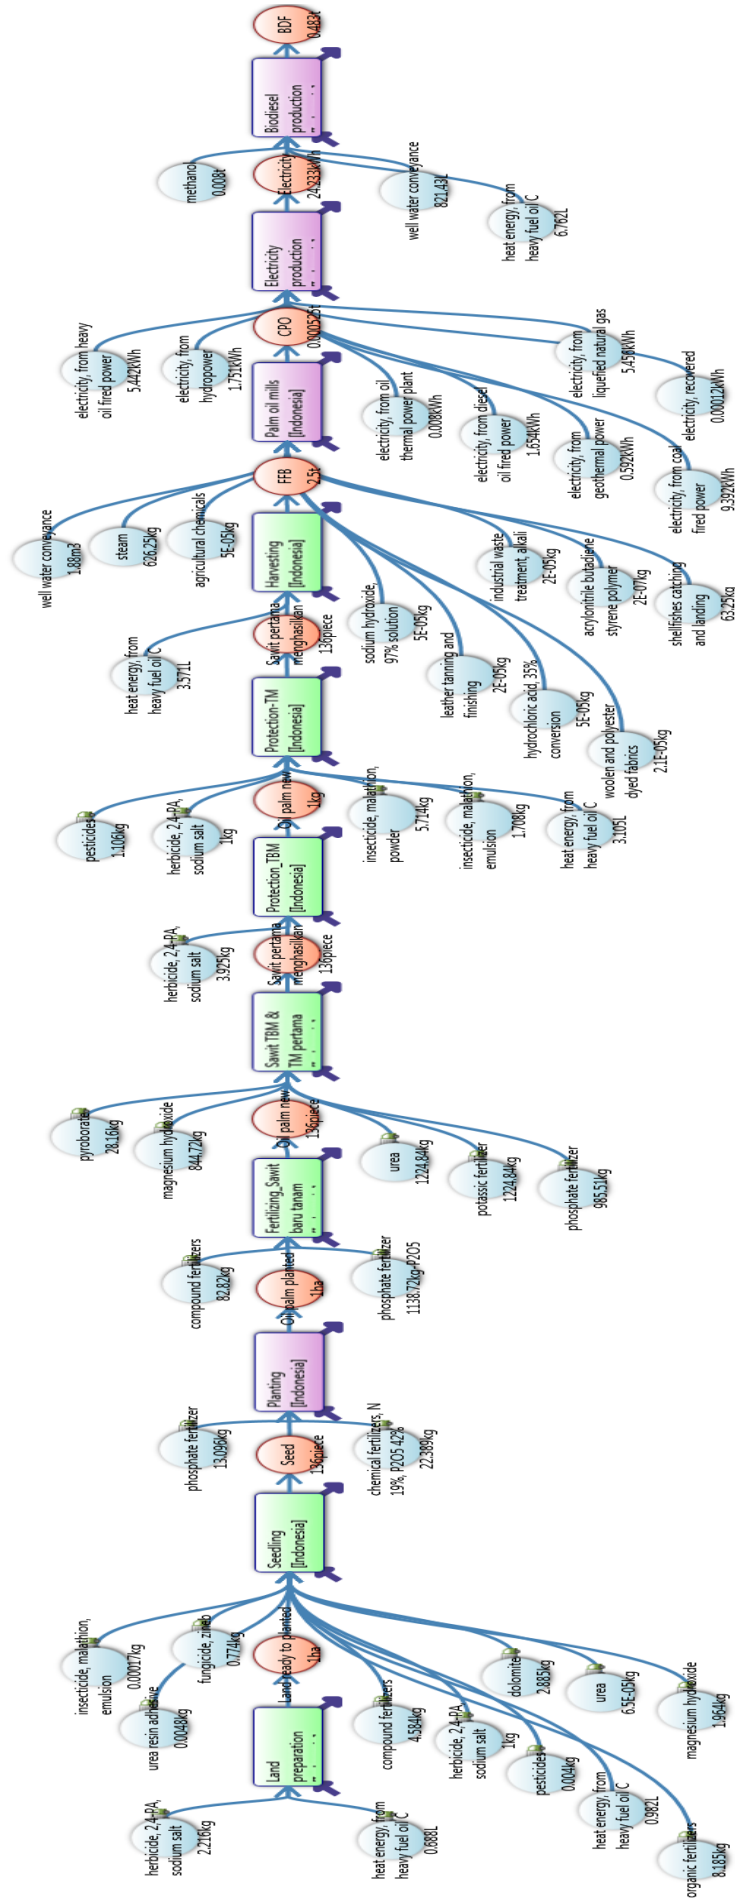 herbicide, 2,4-PA,
sodium salt
2.216kg
heat energy, from
heavy fuel oil C
0.688L
Land
preparation
Land ready to planted
1ha
insecticide, malathion,
emulsion
0.00017kg
urea resin adhesive
0.0048kg
fungicide, zineb
0.774kg
compound fertilizers
4.584kg
herbicide, 2,4-PA,
sodium salt
1kg
pesticides
0.004kg
heat energy, from
heavy fuel oil C
0.982L
organic fertilizers
8.185kg
dolomite
2.885kg
urea
6.5E-05kg
magnesium hydroxide
1.964kg
Seedling
[Indonesia]
Seed
136piece
phosphate fertilizer
13.096kg
chemical fertilizers, N
19%, P2O5 42%
22.389kg
Planting
[Indonesia]
Oil palm planted
1ha
compound fertilizers
82.82kg
phosphate fertilizer
1138.72kg-P2O5
Fertilizing_Sawit
baru tanam
Oil palm new
136piece
pyroborate
28.16kg
magnesium hydroxide
844.72kg
urea
1224.84kg
potassic fertilizer
1224.84kg
phosphate fertilizer
985.51kg
Sawit TBM &
TM pertama
Sawit pertama
menghasilkan
136piece
herbicide, 2,4-PA,
sodium salt
3.925kg
Protection_TBM
[Indonesia]
Oil palm new
1kg
pesticides
1.106kg
herbicide, 2,4-PA,
sodium salt
1kg
insecticide, malathion,
powder
5.714kg
insecticide, malathion,
emulsion
1.708kg
heat energy, from
heavy fuel oil C
3.105L
Protection-TM
[Indonesia]
Sawit pertama
menghasilkan
136piece
heat energy, from
heavy fuel oil C
3.571L
Harvesting
[Indonesia]
FFB
2.5t
well water conveyance
1.88m3
steam
626.25kg
agricultural chemicals
5E-05kg
sodium hydroxide,
97% solution
5E-05kg
leather tanning and
finishing
2E-05kg
hydrochloric acid, 35%
conversion
5E-05kg
woolen and polyester
dyed fabrics
2.1E-05kg
industrial waste
treatment, alkali
2E-05kg
acrylonitrile butadiene
styrene polymer
2E-07kg
shellfishes catching
and landing
63.25kg
Palm oil mills
[Indonesia]
CPO
0.000525t
electricity, from heavy
oil fired power
5.442kWh
electricity, from
hydropower
1.751kWh
electricity, from oil
thermal power plant
0.008kWh
electricity, from diesel
oil fired power
1.654kWh
electricity, from
geothermal power
0.592kWh
electricity, from coal
fired power
9.392kWh
electricity, from
liquefied natural gas
5.456kWh
electricity, recovered
0.00012kWh
Electricity
production
Electricity
24.233kWh
methanol
0.008t
well water conveyance
821.43L
heat energy, from
heavy fuel oil C
6.762L
Biodiesel
production
BDF
0.483t